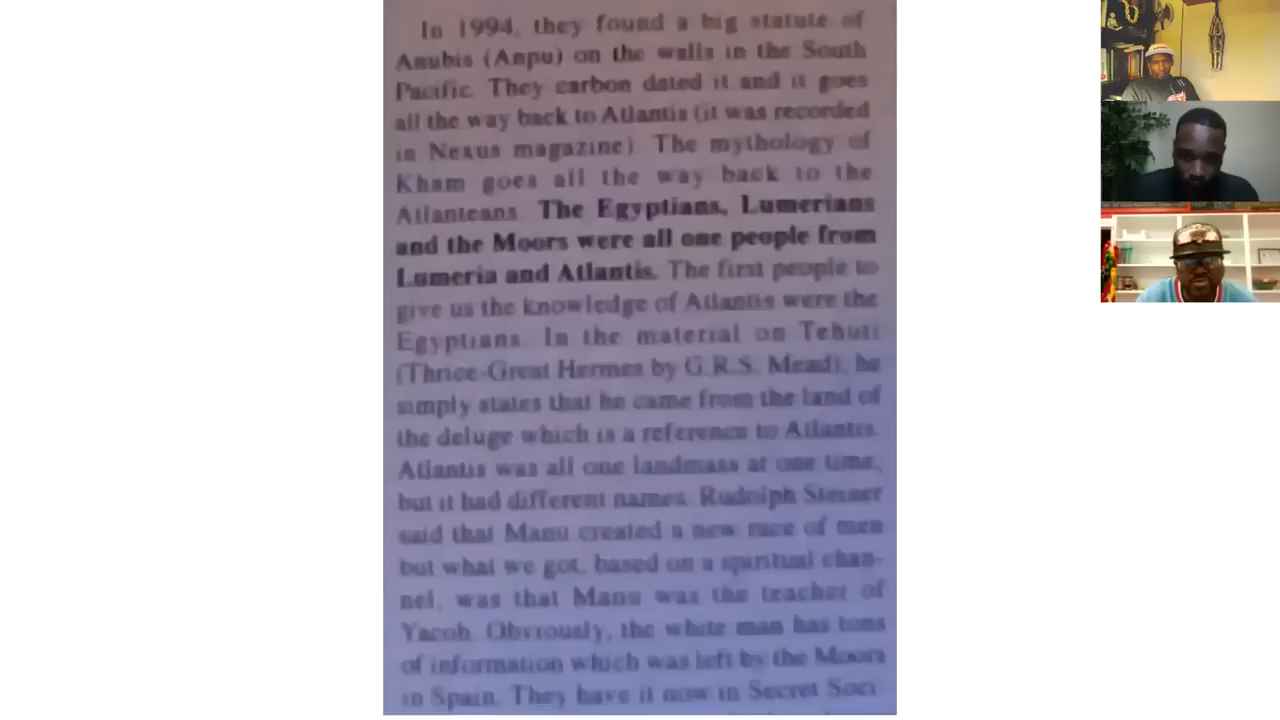 In 1994, they found a big statute of
Anubis (Anpu) on the walls in the South
Pacific. They carbon dated it and it goes
all the way back to Atlantis (it was recorded
in Nexus magazine). The mythology of
Kham goes all the way back to the
Atlanteans. The Egyptians, Lumerians
and the Moors were all one people from
Lumeria and Atlantis. The first people to
give us the knowledge of Atlantis were the
Egyptians. In the material on Tehuti
(Thrice-Great Hermes by G.R.S. Mead), he
simply states that he came from the land of
the deluge which is a reference to Atlantis.
Atlantis was all one landmass at one time,
but it had different names. Rudolph Steiner
said that Manu created a new race of men
but what we got, based on a spiritual chan-
nel, was that Manu was the teacher of
Yacob. Obviously, the white man has tons
of information which was left by the Moors
in Spain. They have it now in Secret Soci-